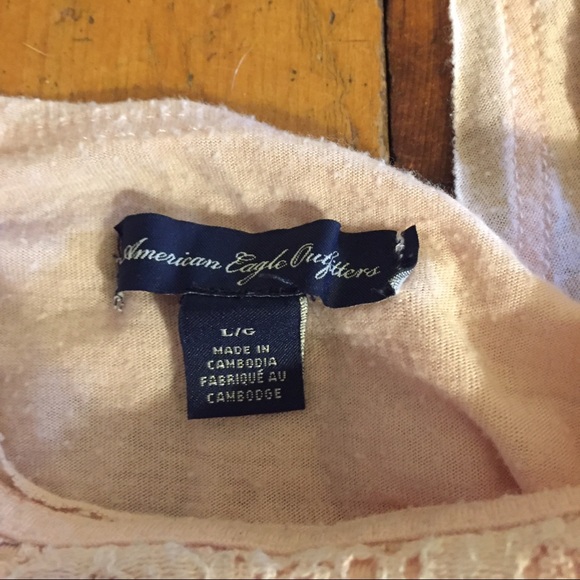 American Eagle Outfitters
L/G
MADE IN
CAMBODIA
FABRIQUÉ AU
CAMBODGE